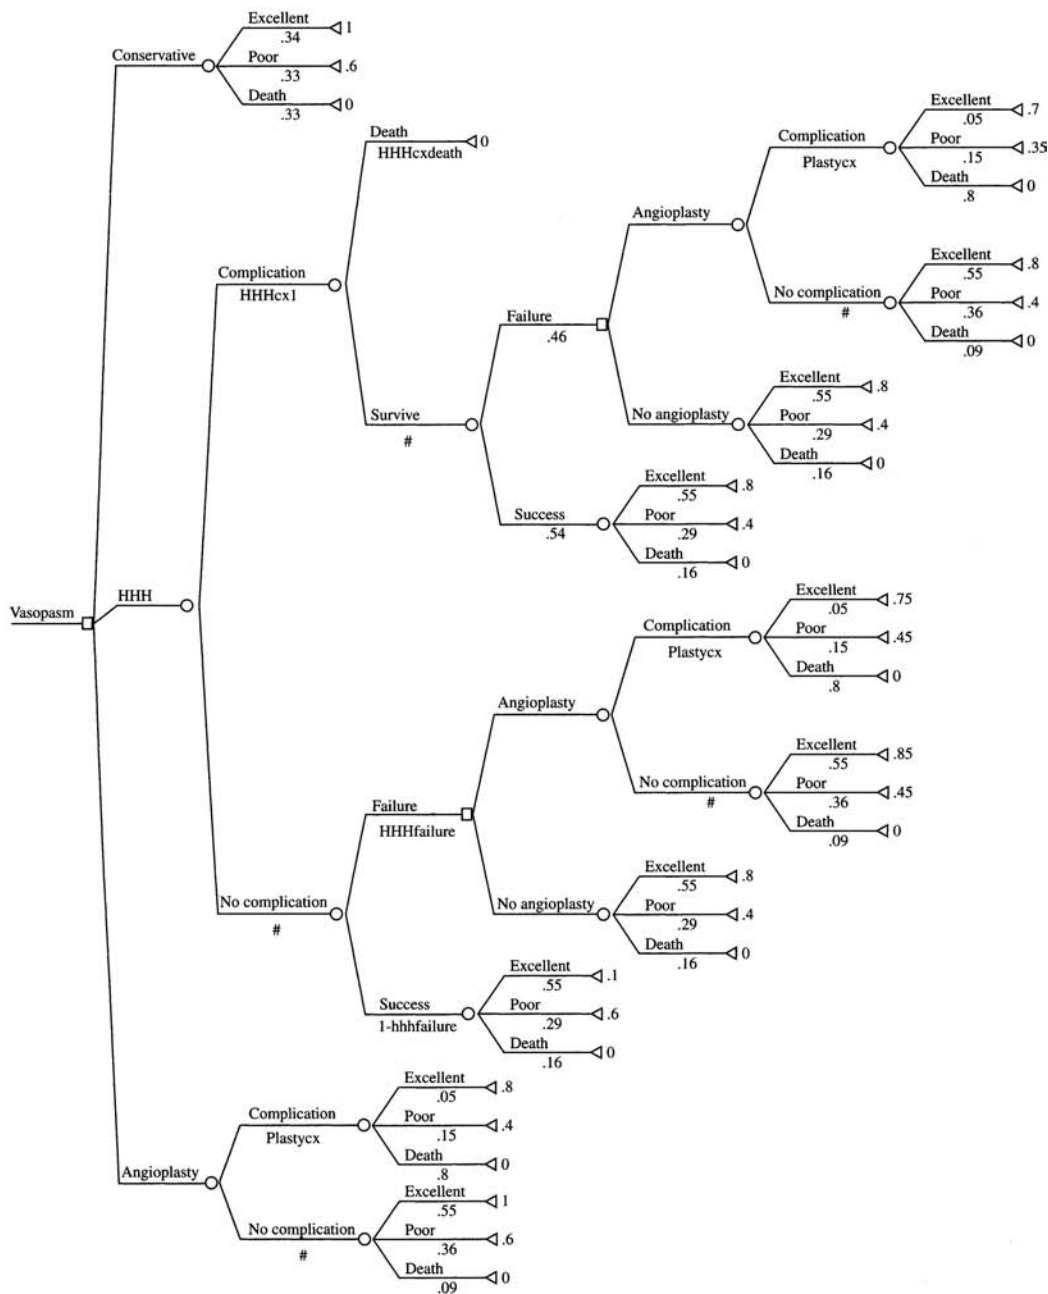 Excellent
.34
1
Conservative
Poor
.33
.6
Death
.33
0
Death
HHHcxdeath
0
Excellent
.05
.7
Complication
Plastycx
Poor
.15
.35
Death
.8
0
Angioplasty
Excellent
.55
.8
No complication
#
Poor
.36
.4
Death
.09
0
Complication
HHHcx1
Failure
.46
Excellent
.55
.8
No angioplasty
Poor
.29
.4
Death
.16
0
Survive
#
Excellent
.55
.8
Success
.54
Poor
.29
.4
Death
.16
0
HHH
Vasopasm
Excellent
.05
.75
Complication
Plastycx
Poor
.15
.45
Death
.8
0
Angioplasty
Excellent
.55
.85
No complication
#
Poor
.36
.45
Death
.09
0
Failure
HHHfailure
Excellent
.55
.8
No angioplasty
Poor
.29
.4
Death
.16
0
No complication
#
Excellent
.55
.1
Success
1-hhhfailure
Poor
.29
.6
Death
.16
0
Excellent
.05
.8
Complication
Plastycx
Poor
.15
.4
Death
.8
0
Angioplasty
Excellent
.55
1
No complication
#
Poor
.36
.6
Death
.09
0